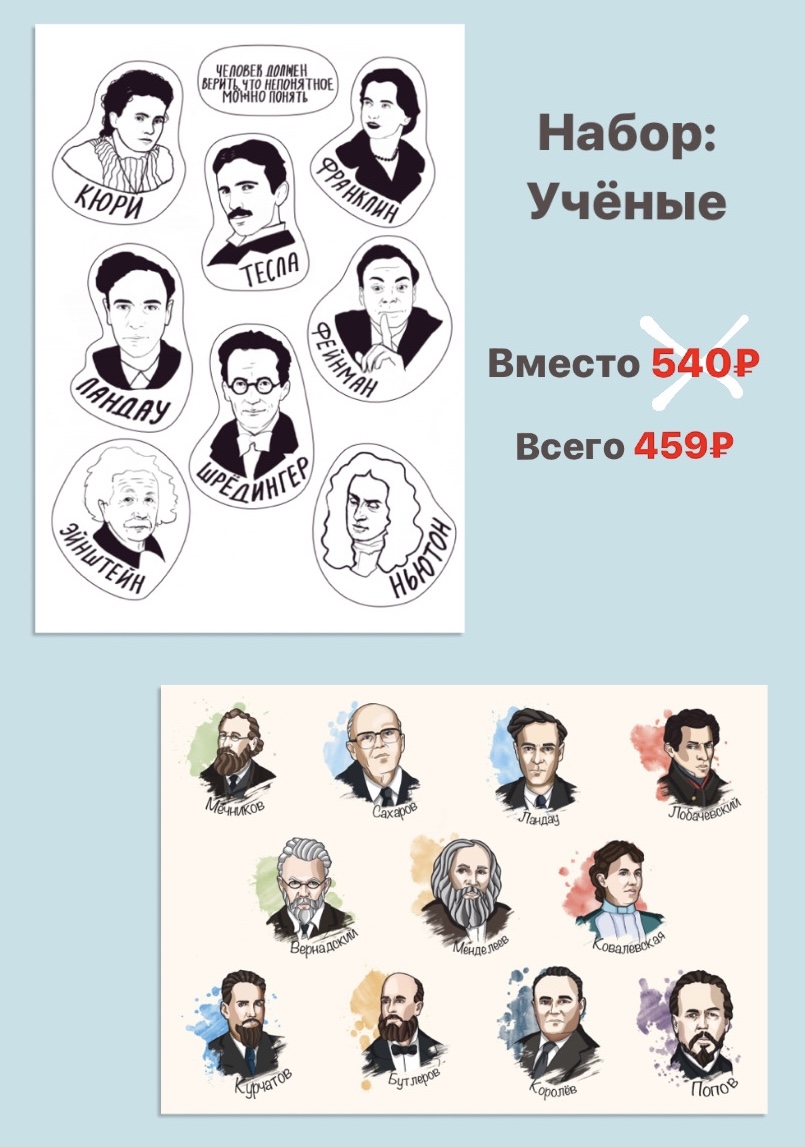 ЧЕЛОВЕК ДОЛЖЕН
ВЕРИТЬ, ЧТО НЕПОНЯТНОЕ
МОЖНО ПОНЯТЬ
КЮРИ
ТЕСЛА
ФРАНКЛИН
ЛАНДАУ
ШРЁДИНГЕР
ФЕЙНМАН
ЭЙНШТЕЙН
НЬЮТОН
Набор:
Учёные
Вместо 540₽
Всего 459₽
Мечников
Сахаров
Ландау
Лобачевский
Вернадский
Менделеев
Ковалевская
Курчатов
Бутлеров
Королёв
Попов